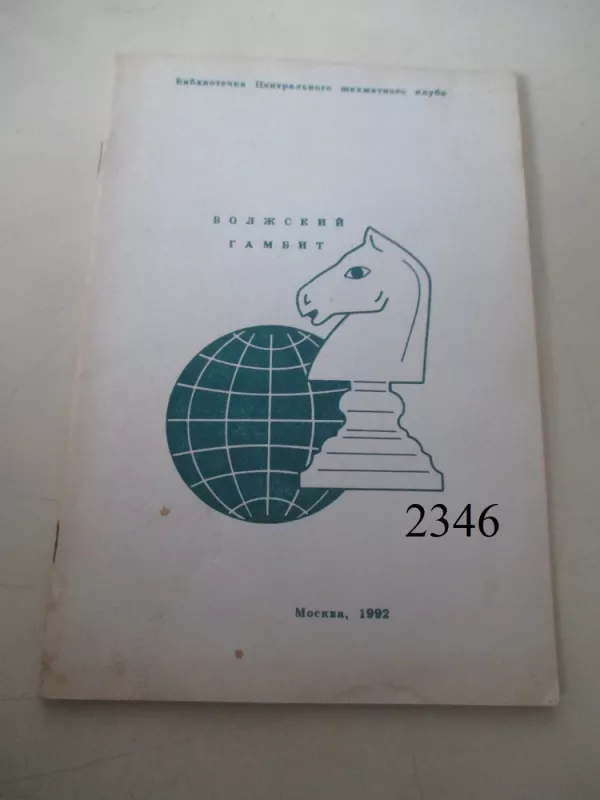 Библиотечка Центрального шахматного клуба
ВОЛЖСКИЙ
ГАМБИТ
2346
Москва, 1992